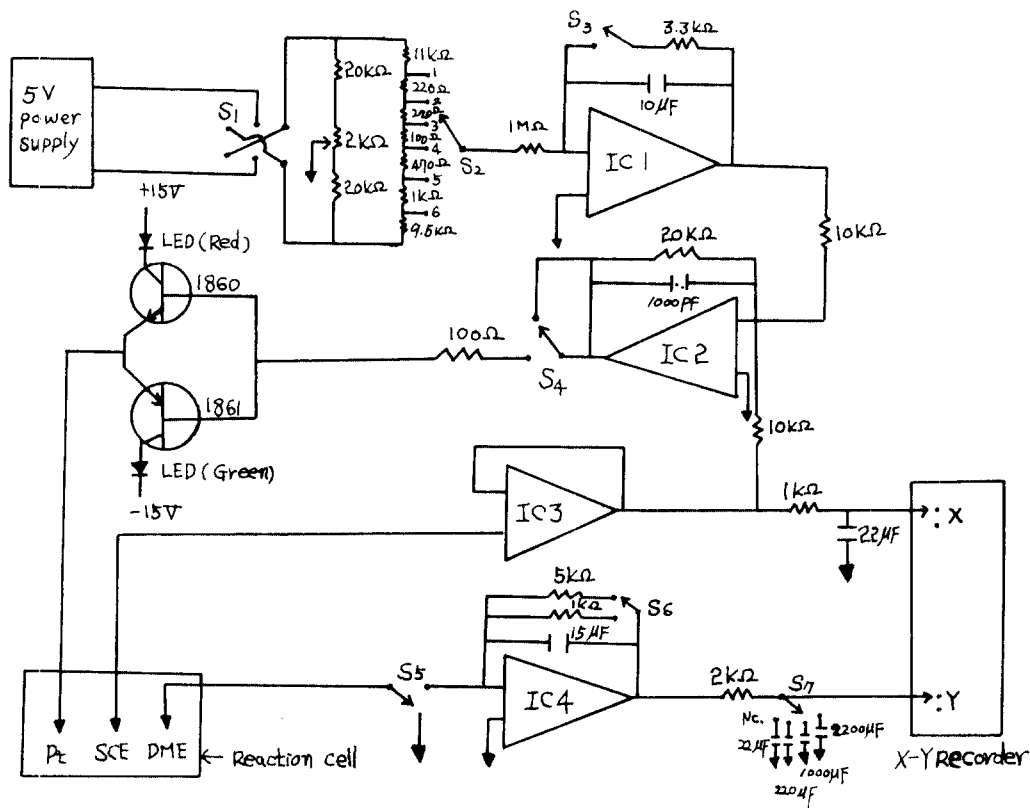 5V
power
supply
S1
20kΩ
2kΩ
20kΩ
11kΩ
1
220Ω
2
220Ω
3
100Ω
4
470Ω
5
1kΩ
6
9.5kΩ
S2
1MΩ
S3
3.3kΩ
10μF
IC1
10kΩ
+15V
LED(Red)
1860
1861
LED(Green)
-15V
100Ω
S4
20kΩ
1000pF
IC2
10kΩ
IC3
1kΩ
22μF
:X
5kΩ
1kΩ
S6
15μF
S5
IC4
2kΩ
S7
NC.
22μF
220μF
1000μF
2200μF
:Y
X-Y Recorder
Pt SCE DME
Reaction cell